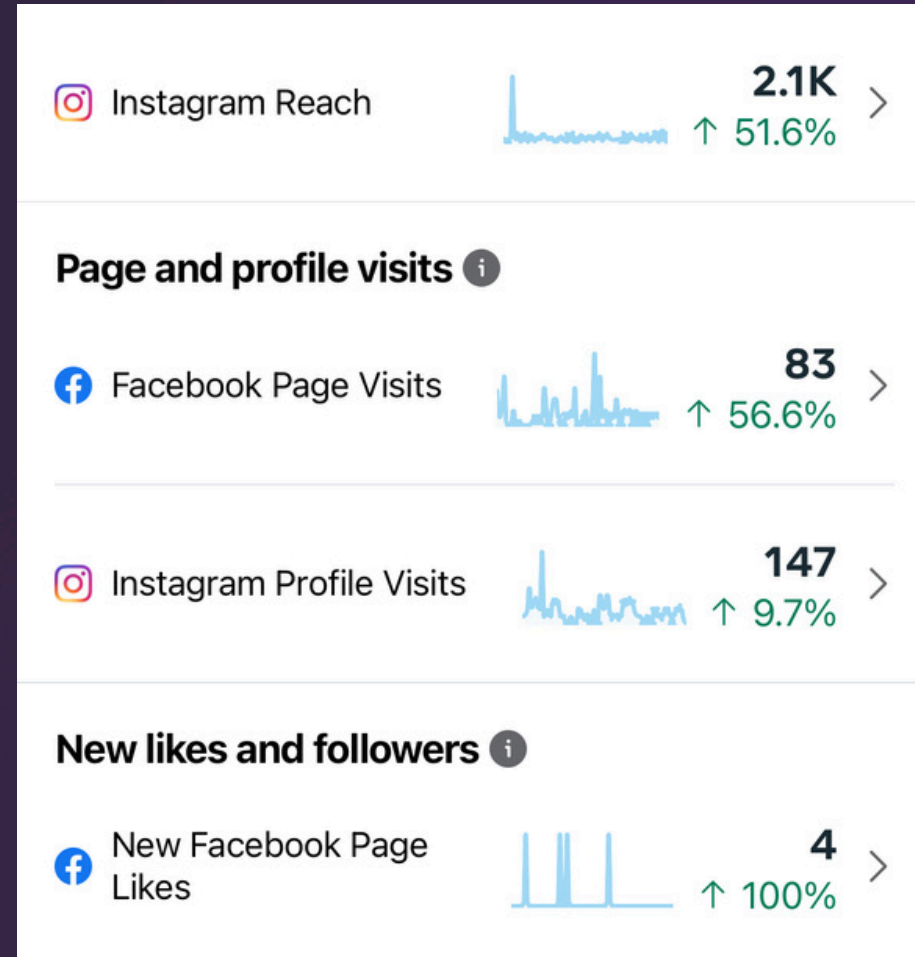 Instagram Reach
2.1K
↑ 51.6%
Page and profile visits
Facebook Page Visits
83
↑ 56.6%
Instagram Profile Visits
147
↑ 9.7%
New likes and followers
New Facebook Page
Likes
4
↑ 100%